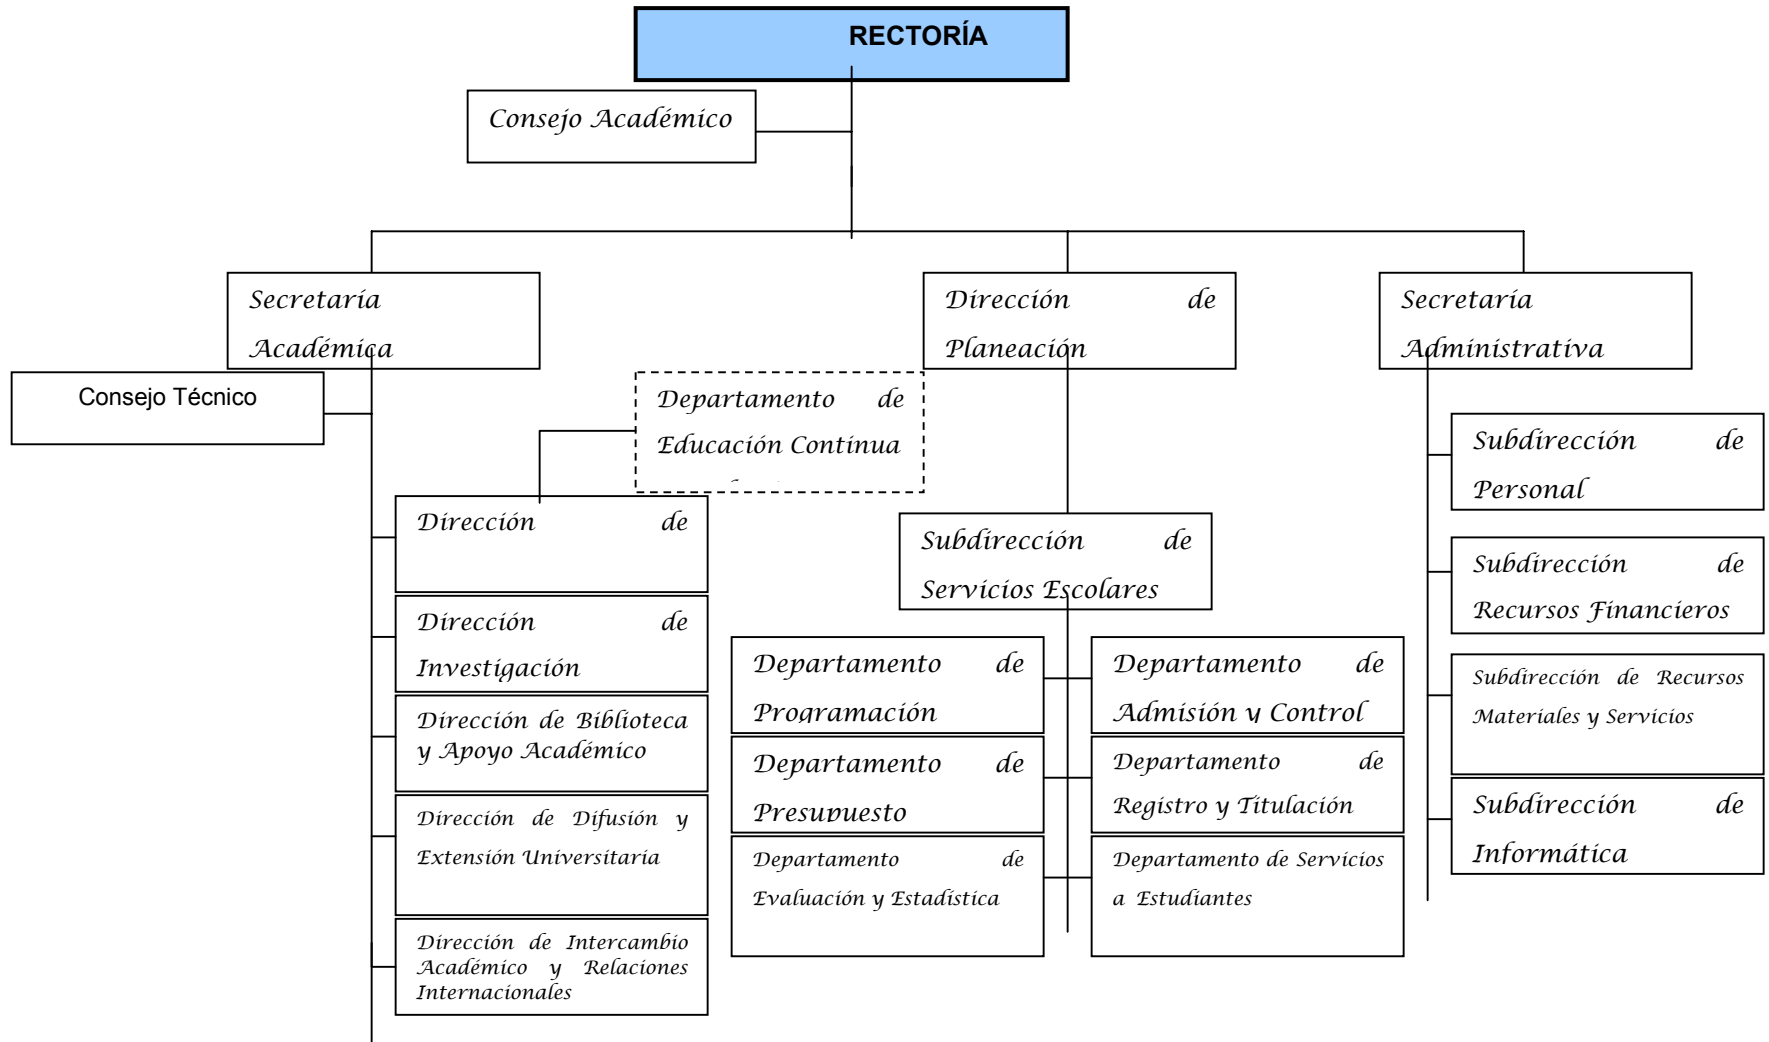 RECTORÍA
Consejo Académico
Secretaría
Académica
Dirección de
Planeación
Secretaría
Administrativa
Consejo Técnico
Departamento de
Educación Continua
Dirección de
Dirección de
Investigación
Dirección de Biblioteca
y Apoyo Académico
Dirección de Difusión y
Extensión Universitaria
Dirección de Intercambio
Académico y Relaciones
Internacionales
Subdirección de
Servicios Escolares
Departamento de
Programación
Departamento de
Presupuesto
Departamento de
Evaluación y Estadística
Departamento de
Admisión y Control
Departamento de
Registro y Titulación
Departamento de Servicios
a Estudiantes
Subdirección de
Personal
Subdirección de
Recursos Financieros
Subdirección de Recursos
Materiales y Servicios
Subdirección de
Informática